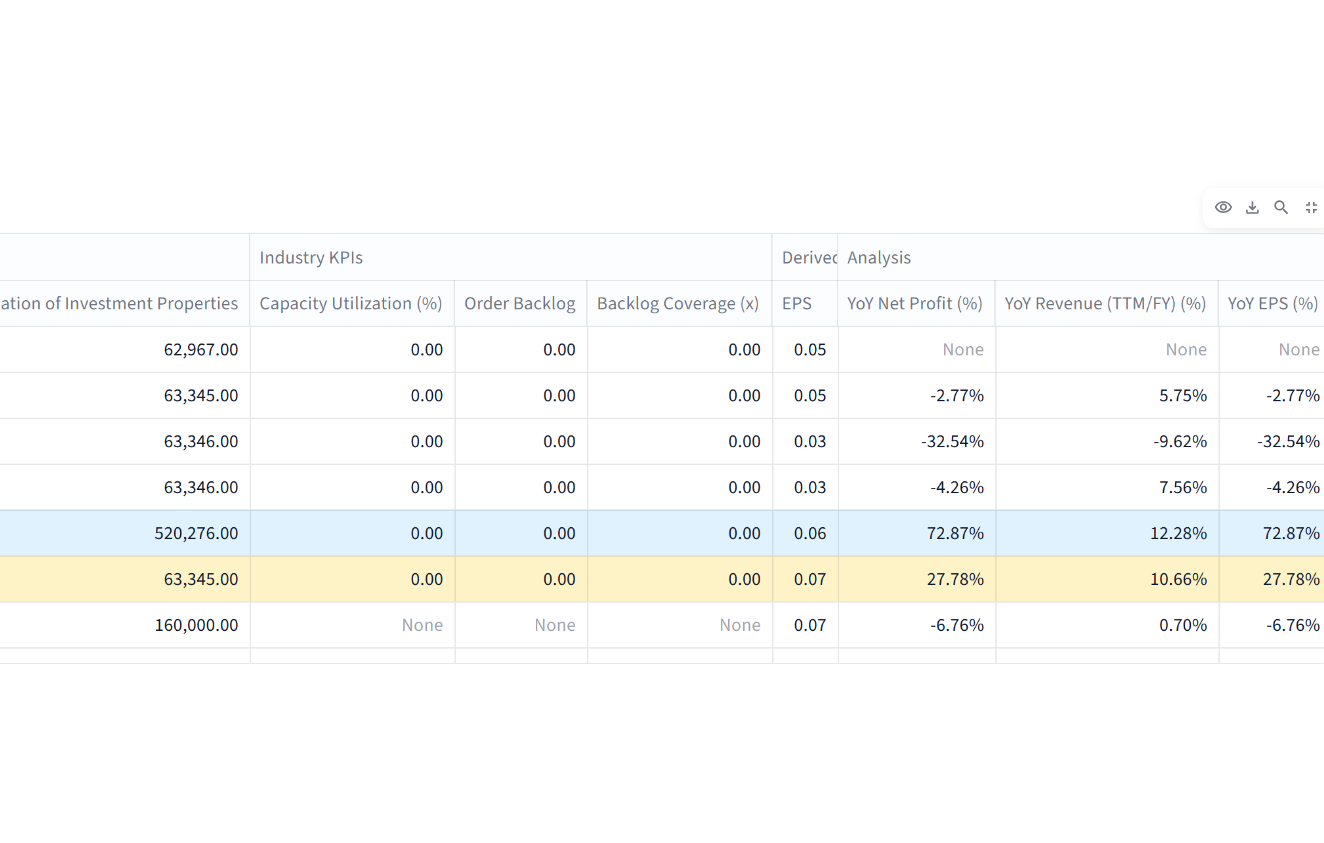 Industry KPIs Derived Analysis
ation of Investment Properties Capacity Utilization (%) Order Backlog Backlog Coverage (x) EPS YoY Net Profit (%) YoY Revenue (TTM/FY) (%) YoY EPS (%)
62,967.00 0.00 0.00 0.00 0.05 None None None
63,345.00 0.00 0.00 0.00 0.05 -2.77% 5.75% -2.77%
63,346.00 0.00 0.00 0.00 0.03 -32.54% -9.62% -32.54%
63,346.00 0.00 0.00 0.00 0.03 -4.26% 7.56% -4.26%
520,276.00 0.00 0.00 0.00 0.06 72.87% 12.28% 72.87%
63,345.00 0.00 0.00 0.00 0.07 27.78% 10.66% 27.78%
160,000.00 None None None 0.07 -6.76% 0.70% -6.76%